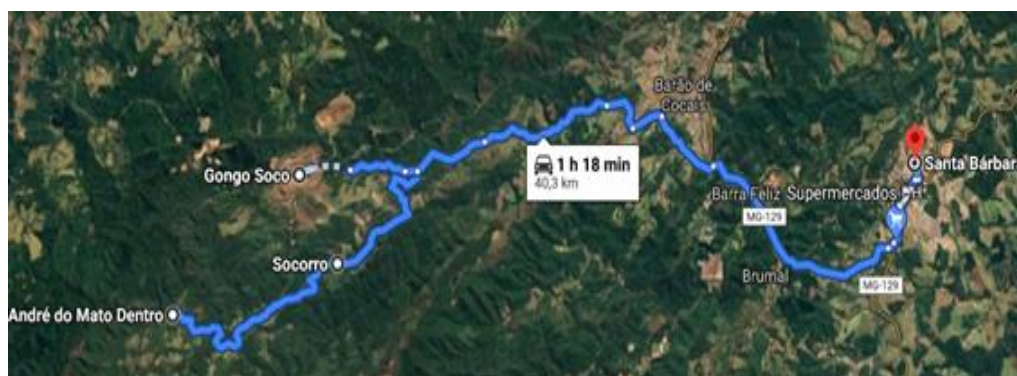 Barão de
Cocais
1 h 18 min
40,3 km
Santa Bárbar
Gongo Soco
Barra Feliz
Supermercados
MG-129
Socorro
Brumal
MG-129
André do Mato Dentro